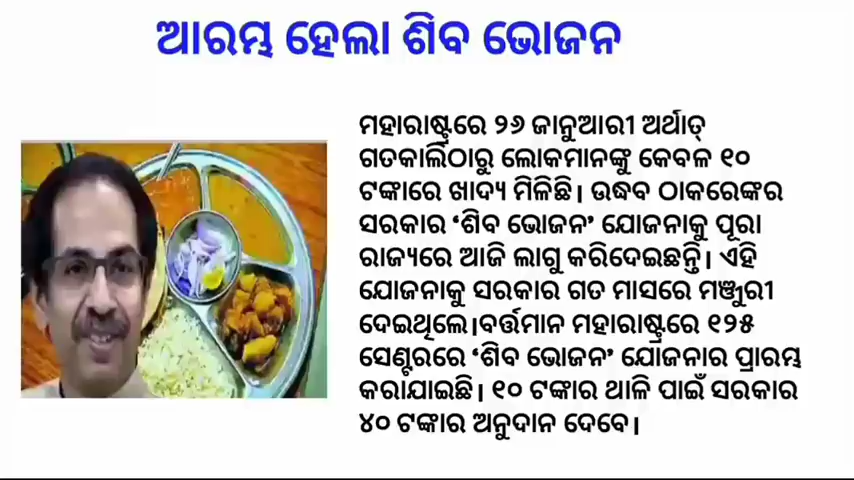 ଆରମ୍ଭ ହେଲା ଶିବ ଭୋଜନ
ମହାରାଷ୍ଟ୍ରରେ ୨୬ ଜାନୁଆରୀ ଅର୍ଥାତ୍
ଗତକାଲିଠାରୁ ଲୋକମାନଙ୍କୁ କେବଳ ୧୦
ଟଙ୍କାରେ ଖାଦ୍ୟ ମିଳିଛି। ଉଦ୍ଧବ ଠାକରେଙ୍କର
ସରକାର ‘ଶିବ ଭୋଜନ’ ଯୋଜନାକୁ ପୂରା
ରାଜ୍ୟରେ ଆଜି ଲାଗୁ କରିଦେଇଛନ୍ତି। ଏହି
ଯୋଜନାକୁ ସରକାର ଗତ ମାସରେ ମଞ୍ଜୁରୀ
ଦେଇଥିଲେ।ବର୍ତ୍ତମାନ ମହାରାଷ୍ଟ୍ରରେ ୧୨୫
ସେଣ୍ଟରରେ ‘ଶିବ ଭୋଜନ’ ଯୋଜନାର ପ୍ରାରମ୍ଭ
କରାଯାଇଛି। ୧୦ ଟଙ୍କାର ଥାଳି ପାଇଁ ସରକାର
୪୦ ଟଙ୍କାର ଅନୁଦାନ ଦେବେ।